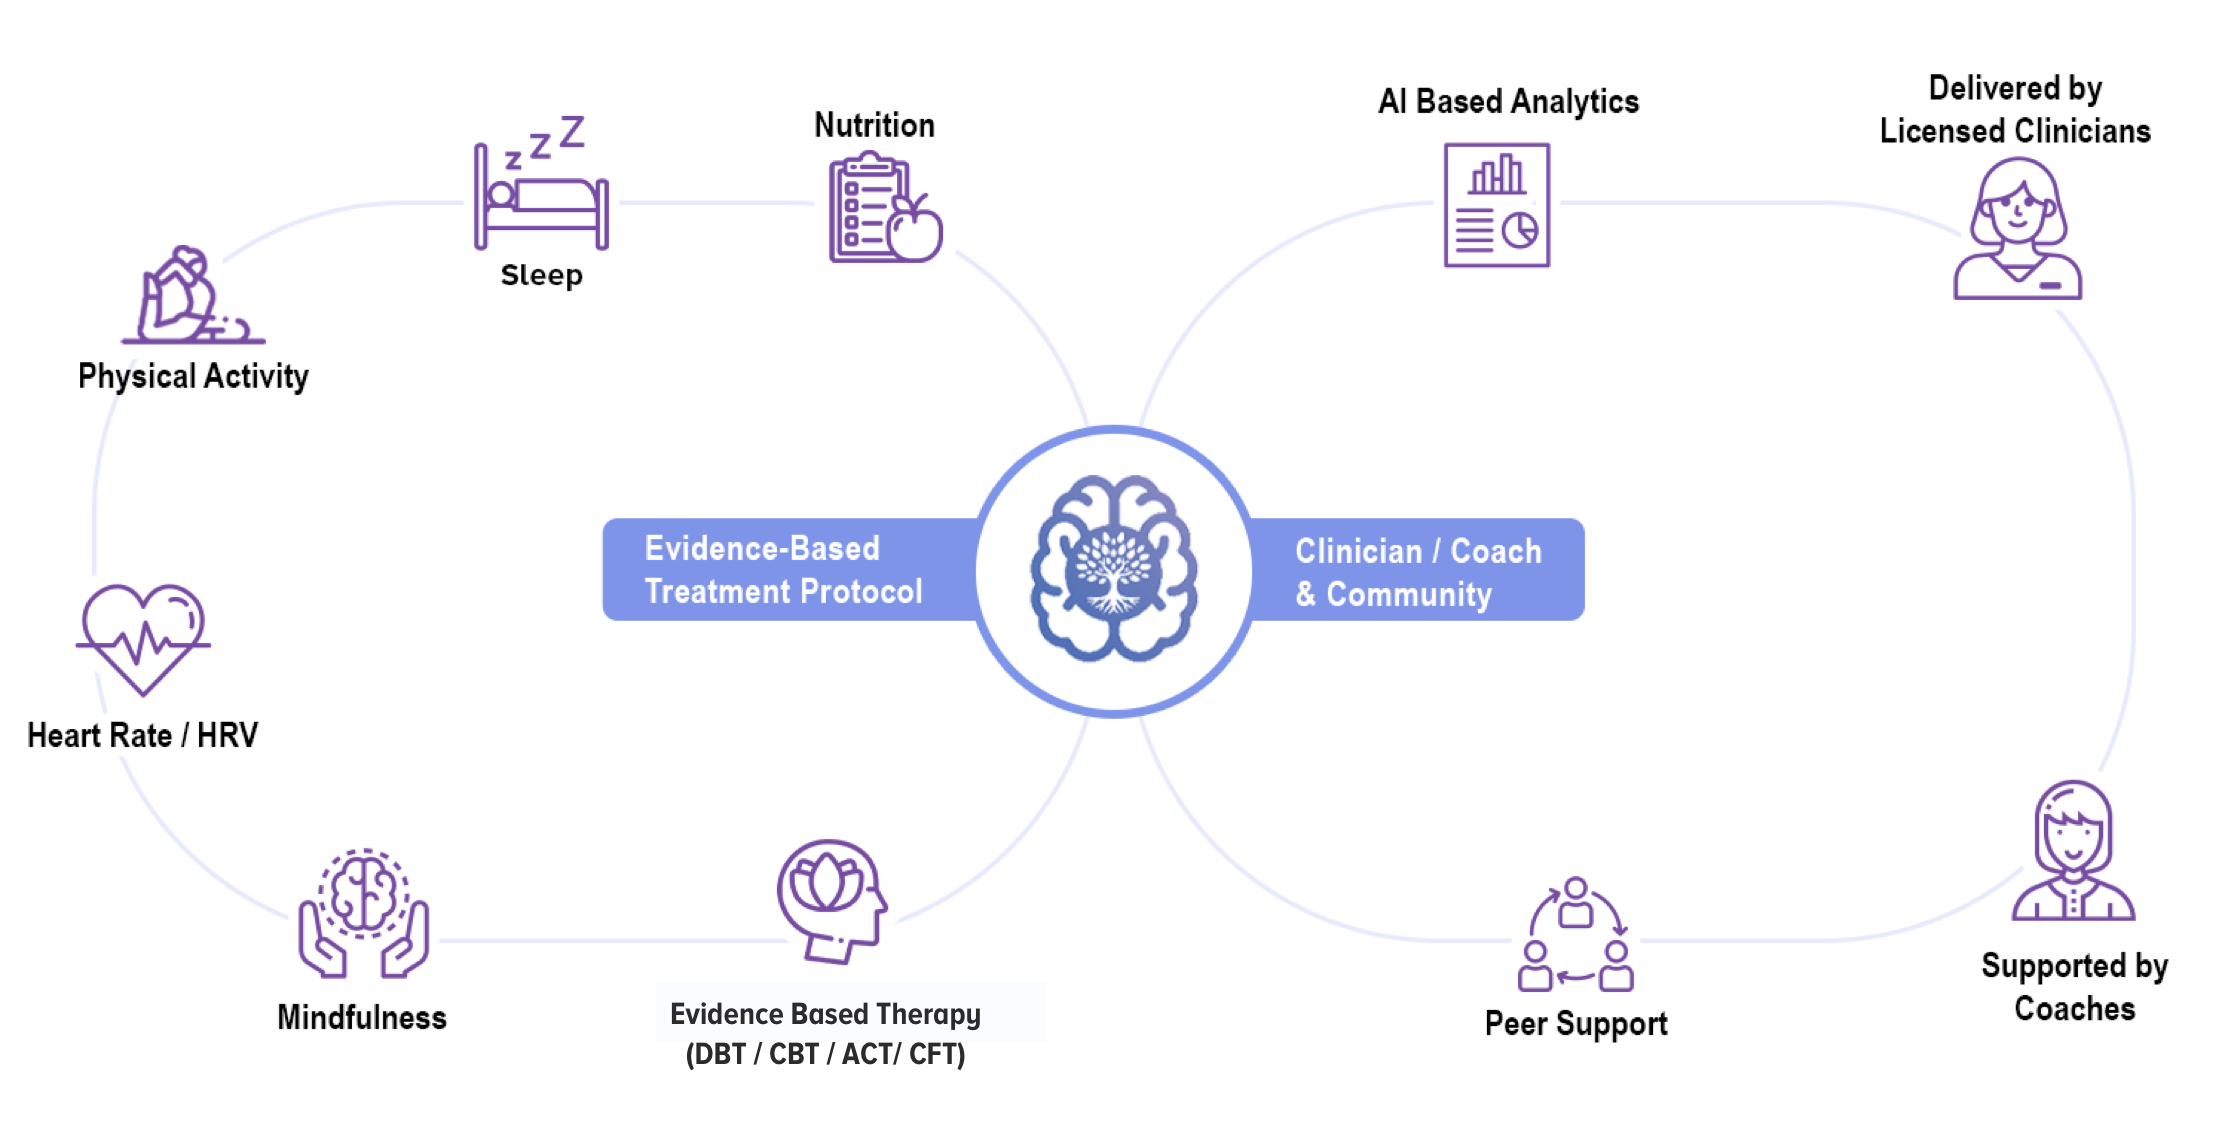 Delivered by
Licensed Clinicians
AI Based Analytics
Nutrition
z z Z
Sleep
Physical Activity
Evidence-Based
Treatment Protocol
Clinician / Coach
& Community
Heart Rate / HRV
Mindfulness
Evidence Based Therapy
(DBT / CBT / ACT/ CFT)
Peer Support
Supported by
Coaches